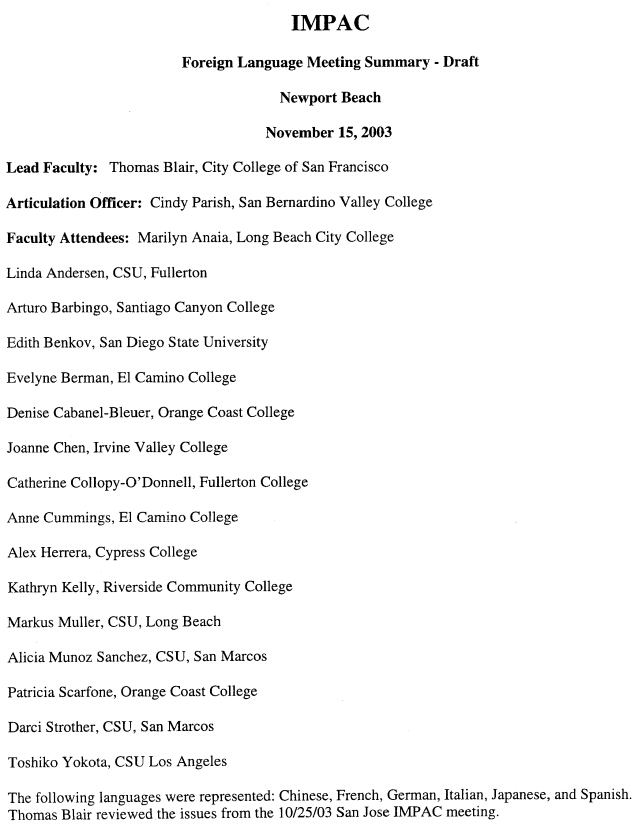 IMPAC
Foreign Language Meeting Summary - Draft
Newport Beach
November 15, 2003
Lead Faculty: Thomas Blair, City College of San Francisco
Articulation Officer: Cindy Parish, San Bernardino Valley College
Faculty Attendees: Marilyn Anaia, Long Beach City College
Linda Andersen, CSU, Fullerton
Arturo Barbingo, Santiago Canyon College
Edith Benkov, San Diego State University
Evelyne Berman, El Camino College
Denise Cabanel-Bleuer, Orange Coast College
Joanne Chen, Irvine Valley College
Catherine Collopy-O'Donnell, Fullerton College
Anne Cummings, El Camino College
Alex Herrera, Cypress College
Kathryn Kelly, Riverside Community College
Markus Muller, CSU, Long Beach
Alicia Munoz Sanchez, CSU, San Marcos
Patricia Scarfone, Orange Coast College
Darci Strother, CSU, San Marcos
Toshiko Yokota, CSU Los Angeles
The following languages were represented: Chinese, French, German, Italian, Japanese, and Spanish.
Thomas Blair reviewed the issues from the 10/25/03 San Jose IMPAC meeting.